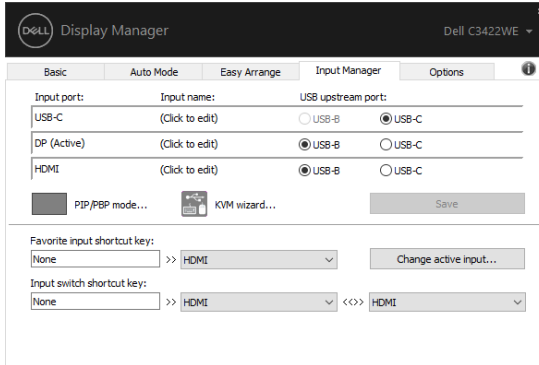 DELL Display Manager Dell C3422WE
Basic Auto Mode Easy Arrange Input Manager Options
Input port: Input name: USB upstream port:
USB-C (Click to edit) USB-B USB-C
DP (Active) (Click to edit) USB-B USB-C
HDMI (Click to edit) USB-B USB-C
PIP/PBP mode... KVM wizard... Save
Favorite input shortcut key:
None >> HDMI Change active input...
Input switch shortcut key:
None >> HDMI <<>> HDMI